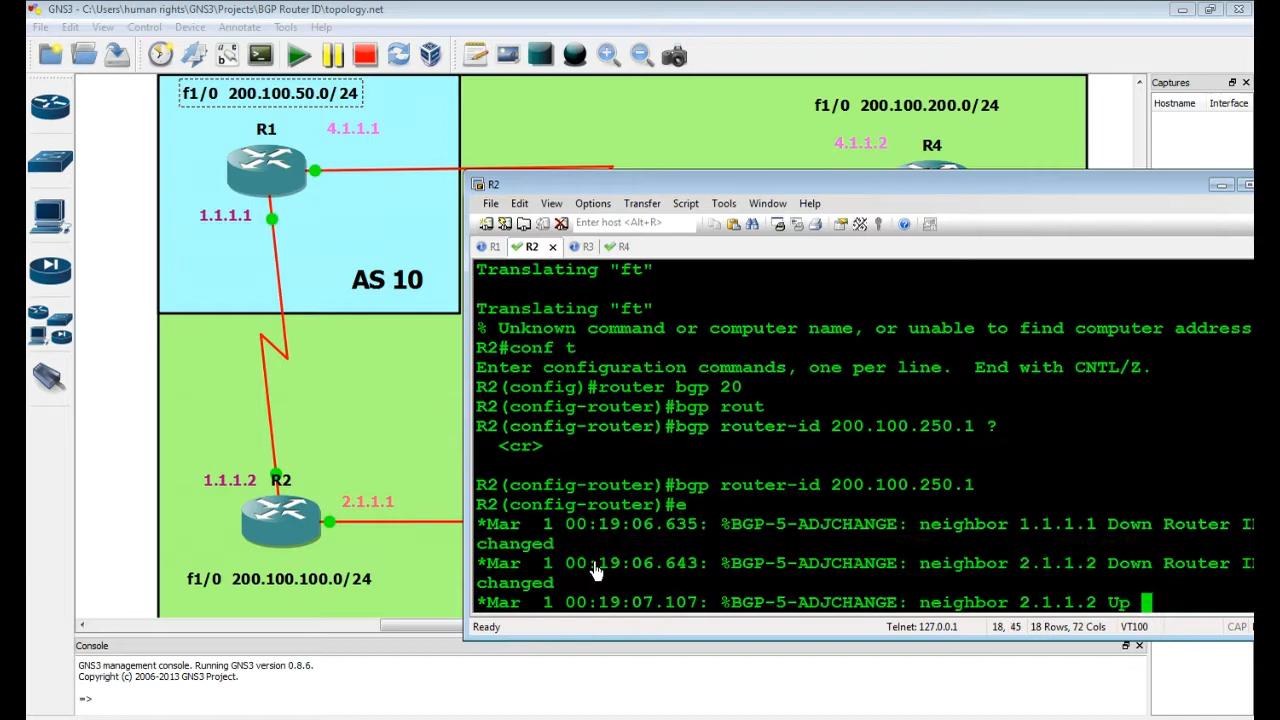 GNS3 - C:\Users\human rights\GNS3\Projects\BGP Router ID\topology.net
File Edit View Control Device Annotate Tools Help
f1/0 200.100.50.0/24
R1
4.1.1.1
1.1.1.1
AS 10
f1/0 200.100.200.0/24
4.1.1.2
R4
Captures
Hostname Interface
R2
File Edit View Options Transfer Script Tools Window Help
Enter host <Alt+R>
R1 R2 R3 R4
Translating "ft"
Translating "ft"
% Unknown command or computer name, or unable to find computer address
R2#conf t
Enter configuration commands, one per line. End with CNTL/Z.
R2(config)#router bgp 20
R2(config-router)#bgp rout
R2(config-router)#bgp router-id 200.100.250.1 ?
<cr>
R2(config-router)#bgp router-id 200.100.250.1
R2(config-router)#e
*Mar 1 00:19:06.635: %BGP-5-ADJCHANGE: neighbor 1.1.1.1 Down Router ID
changed
*Mar 1 00:19:06.643: %BGP-5-ADJCHANGE: neighbor 2.1.1.2 Down Router ID
changed
*Mar 1 00:19:07.107: %BGP-5-ADJCHANGE: neighbor 2.1.1.2 Up
Ready Telnet: 127.0.0.1 18, 45 18 Rows, 72 Cols VT100 CAP
1.1.1.2
R2
2.1.1.1
f1/0 200.100.100.0/24
Console
GNS3 management console. Running GNS3 version 0.8.6.
Copyright (c) 2006-2013 GNS3 Project.
=>